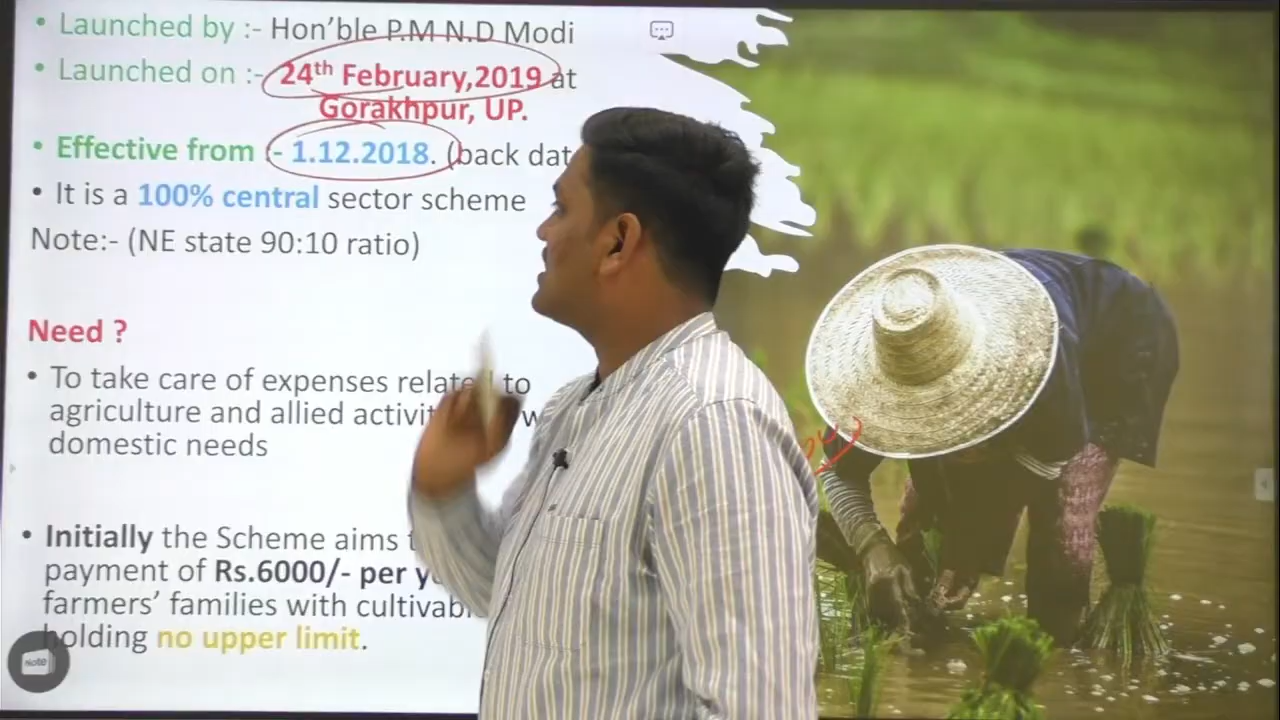 • Launched by :- Hon’ble P.M N.D Modi
• Launched on :- 24th February,2019 at
Gorakhpur, UP.
• Effective from :- 1.12.2018. (back dat
• It is a 100% central sector scheme
Note:- (NE state 90:10 ratio)
Need ?
• To take care of expenses related to
agriculture and allied activit w
domestic needs
• Initially the Scheme aims t
payment of Rs.6000/- per y
farmers’ families with cultivabl
holding no upper limit.
Note